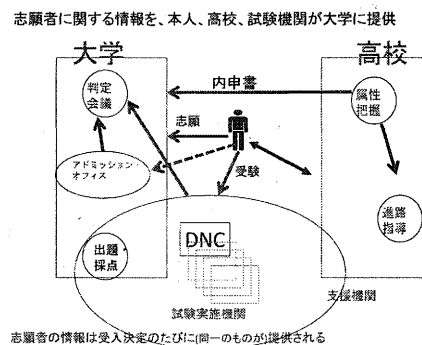 志願者に関する情報を、本人、高校、試験機関が大学に提供
大学
高校
判定
会議
内申書
属性
把握
志願
アドミッション・
オフィス
受験
進路
指導
DNC
出題
採点
支援機関
試験実施機関
志願者の情報は受入決定のたびに(同一のものが)提供される